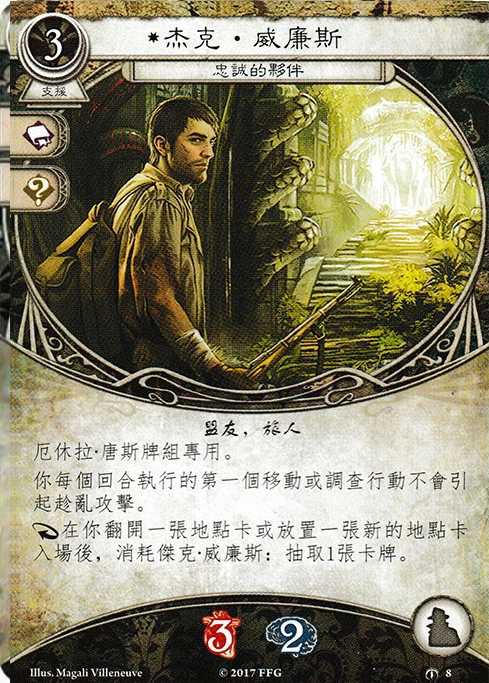 3
*杰克·威廉斯
忠誠的夥伴
支援
盟友，旅人
厄休拉·唐斯牌組專用。
你每個回合執行的第一個移動或調查行動不會引
起趁亂攻擊。
在你翻開一張地點卡或放置一張新的地點卡
入場後，消耗傑克·威廉斯：抽取1張卡牌。
?
3
2
Illus. Magali Villeneuve
© 2017 FFG
8